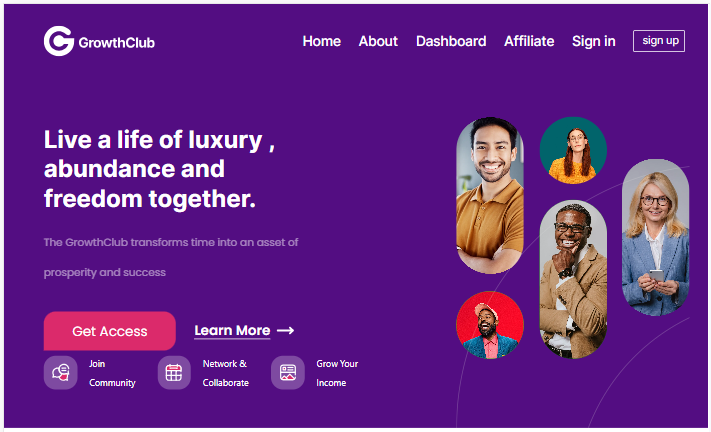 GrowthClub
Home About Dashboard Affiliate Sign in sign up
Live a life of luxury ,
abundance and
freedom together.
The GrowthClub transforms time into an asset of
prosperity and success
Get Access Learn More
Join
Community
Network &
Collaborate
Grow Your
Income